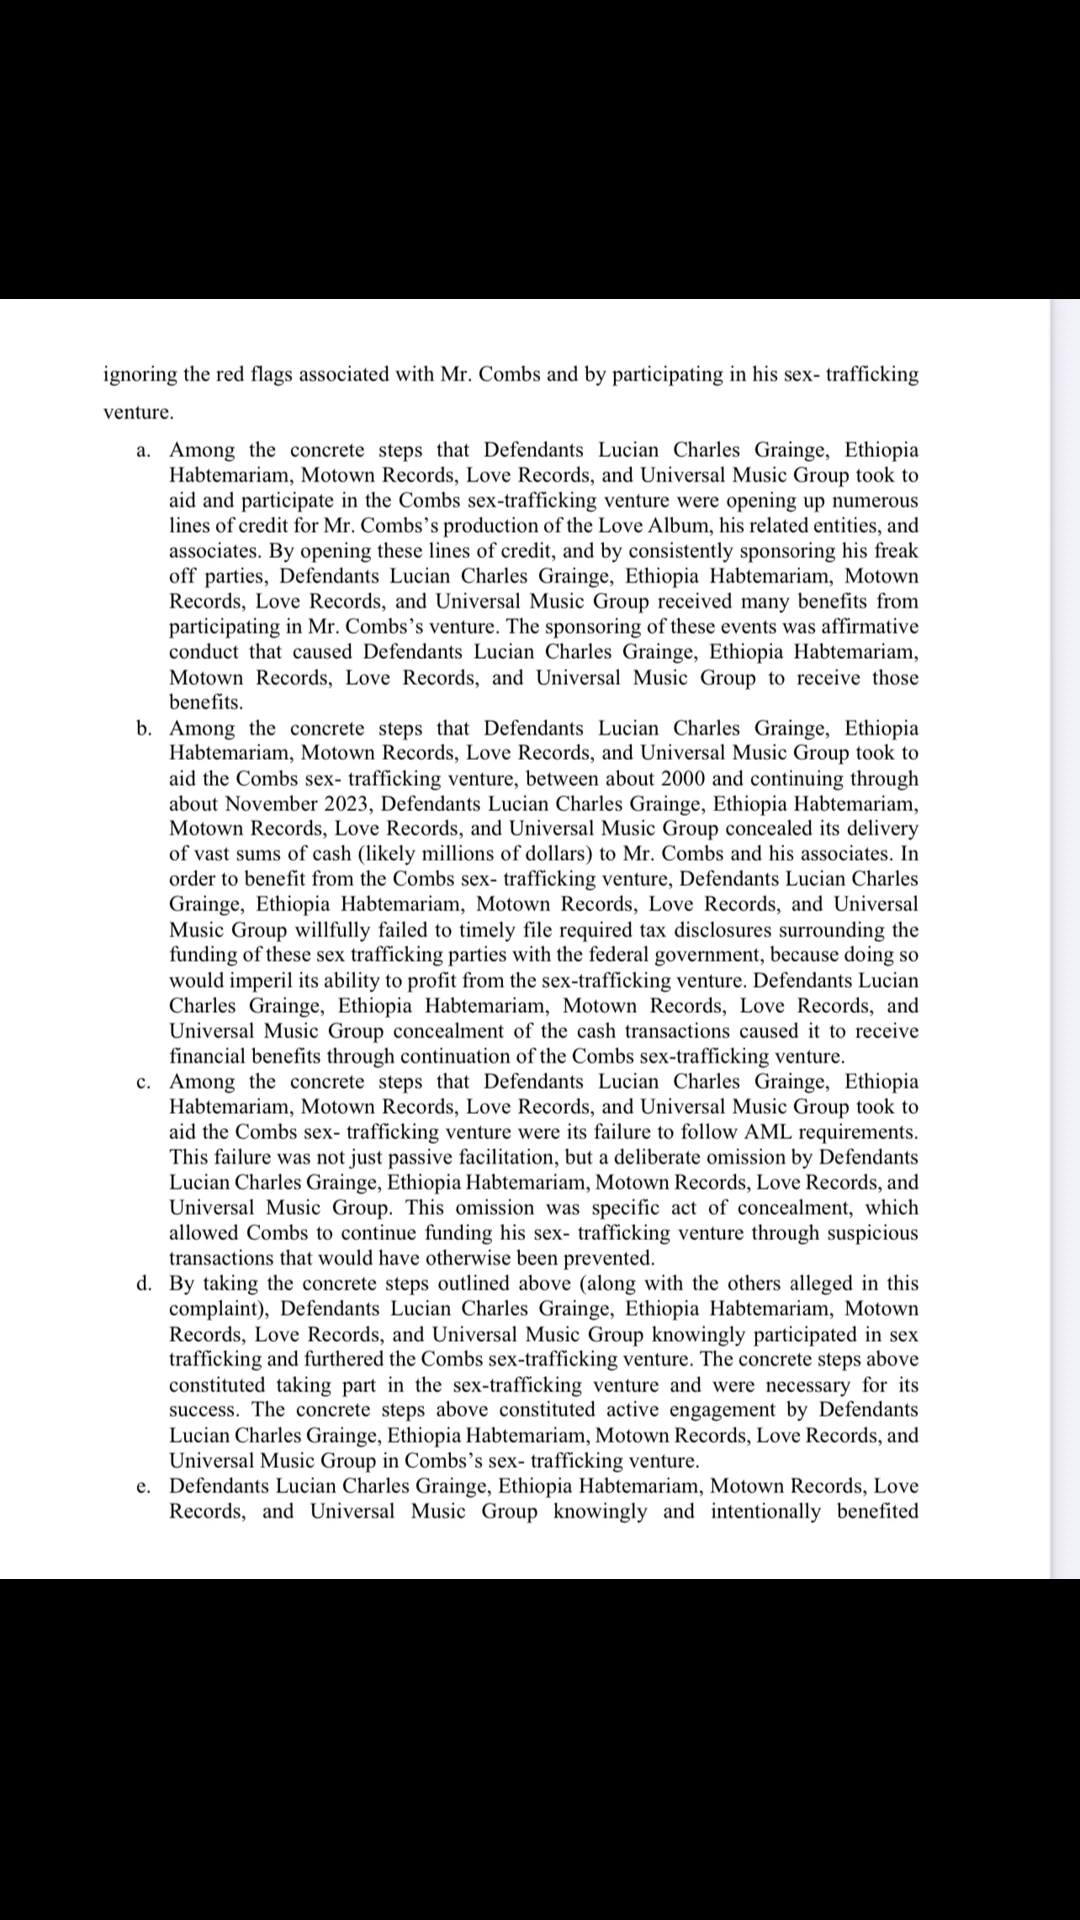 ignoring the red flags associated with Mr. Combs and by participating in his sex- trafficking
venture.
a. Among the concrete steps that Defendants Lucian Charles Grainge, Ethiopia
Habtemariam, Motown Records, Love Records, and Universal Music Group took to
aid and participate in the Combs sex-trafficking venture were opening up numerous
lines of credit for Mr. Combs’s production of the Love Album, his related entities, and
associates. By opening these lines of credit, and by consistently sponsoring his freak
off parties, Defendants Lucian Charles Grainge, Ethiopia Habtemariam, Motown
Records, Love Records, and Universal Music Group received many benefits from
participating in Mr. Combs’s venture. The sponsoring of these events was affirmative
conduct that caused Defendants Lucian Charles Grainge, Ethiopia Habtemariam,
Motown Records, Love Records, and Universal Music Group to receive those
benefits.
b. Among the concrete steps that Defendants Lucian Charles Grainge, Ethiopia
Habtemariam, Motown Records, Love Records, and Universal Music Group took to
aid the Combs sex- trafficking venture, between about 2000 and continuing through
about November 2023, Defendants Lucian Charles Grainge, Ethiopia Habtemariam,
Motown Records, Love Records, and Universal Music Group concealed its delivery
of vast sums of cash (likely millions of dollars) to Mr. Combs and his associates. In
order to benefit from the Combs sex- trafficking venture, Defendants Lucian Charles
Grainge, Ethiopia Habtemariam, Motown Records, Love Records, and Universal
Music Group willfully failed to timely file required tax disclosures surrounding the
funding of these sex trafficking parties with the federal government, because doing so
would imperil its ability to profit from the sex-trafficking venture. Defendants Lucian
Charles Grainge, Ethiopia Habtemariam, Motown Records, Love Records, and
Universal Music Group concealment of the cash transactions caused it to receive
financial benefits through continuation of the Combs sex-trafficking venture.
c. Among the concrete steps that Defendants Lucian Charles Grainge, Ethiopia
Habtemariam, Motown Records, Love Records, and Universal Music Group took to
aid the Combs sex- trafficking venture were its failure to follow AML requirements.
This failure was not just passive facilitation, but a deliberate omission by Defendants
Lucian Charles Grainge, Ethiopia Habtemariam, Motown Records, Love Records, and
Universal Music Group. This omission was specific act of concealment, which
allowed Combs to continue funding his sex- trafficking venture through suspicious
transactions that would have otherwise been prevented.
d. By taking the concrete steps outlined above (along with the others alleged in this
complaint), Defendants Lucian Charles Grainge, Ethiopia Habtemariam, Motown
Records, Love Records, and Universal Music Group knowingly participated in sex
trafficking and furthered the Combs sex-trafficking venture. The concrete steps above
constituted taking part in the sex-trafficking venture and were necessary for its
success. The concrete steps above constituted active engagement by Defendants
Lucian Charles Grainge, Ethiopia Habtemariam, Motown Records, Love Records, and
Universal Music Group in Combs’s sex- trafficking venture.
e. Defendants Lucian Charles Grainge, Ethiopia Habtemariam, Motown Records, Love
Records, and Universal Music Group knowingly and intentionally benefited